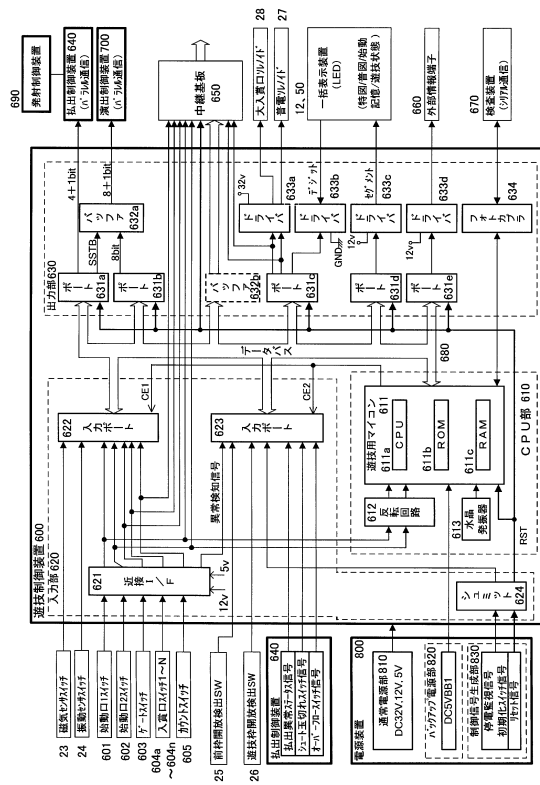 690
発射制御装置
払出制御装置 640
(パラレル通信)
演出制御装置 700
(パラレル通信)
中継基板
650
28
大入賞口ソレノイド
27
普電ソレノイド
12、50
一括表示装置
(LED)
(特図/普図/始動
記憶/遊技状態)
660
外部情報端子
670
検査装置
(シリアル通信)
出力部 630
4+1bit
8+1bit
バッファ
632a
SSTB
8bit
ポート
631a
ポート
631b
バッファ
632b
ポート
631c
ポート
631d
ポート
631e
32v
ドライバ
633a
デジット
ドライバ
633b
GND
セグメント
12v
ドライバ
633c
12v
ドライバ
633d
フォトカプラ
634
データバス
680
遊技制御装置 600
入力部 620
622
入力ポート
CE1
623
入力ポート
CE2
異常検知信号
621
近接 I/F
12v
5v
CPU部 610
遊技用マイコン
611
611a
CPU
611b
ROM
611c
RAM
612
反転
回路
613
水晶
発振器
RST
シュミット
624
23
磁気センサスイッチ
24
振動センサスイッチ
601
始動口1スイッチ
602
始動口2スイッチ
603
ゲートスイッチ
604a
～604n
入賞口スイッチ1～N
605
カウントスイッチ
25
前枠開放検出SW
26
遊技枠開放検出SW
払出制御装置
640
払出異常ステータス信号
シュート玉切れスイッチ信号
オーバーフロースイッチ信号
電源装置
800
通常電源部 810
DC32V,12V,5V
バックアップ電源部 820
DC5VBB1
制御信号生成部 830
停電監視信号
初期化スイッチ信号
リセット信号